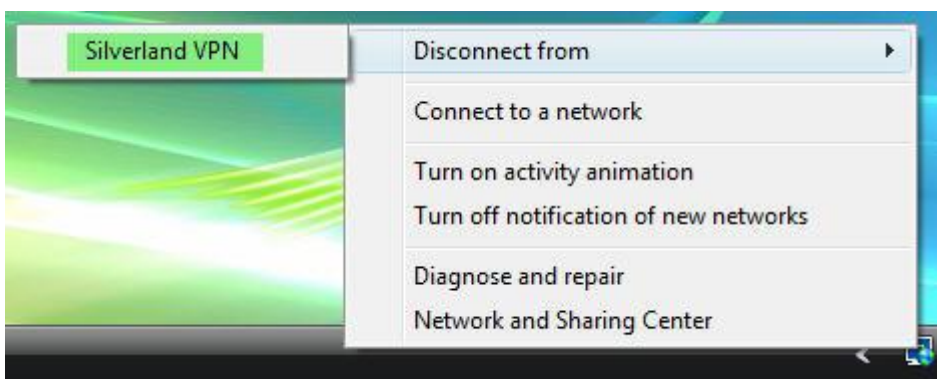 Silverland VPN
Disconnect from
Connect to a network
Turn on activity animation
Turn off notification of new networks
Diagnose and repair
Network and Sharing Center